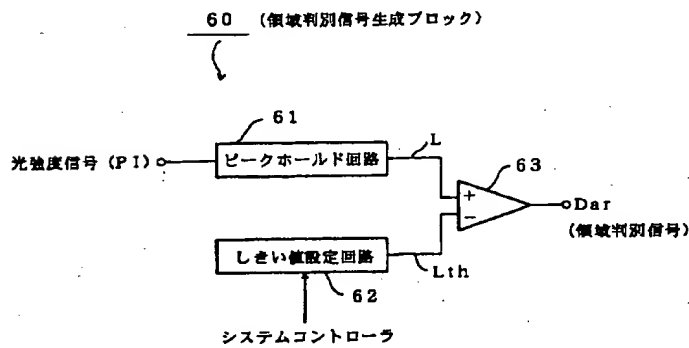 60 (領域判別信号生成ブロック)
61
光強度信号 (PI)
ピークホールド回路
L
63
+
−
Dar
(領域判別信号)
しきい値設定回路
Lth
62
システムコントローラ